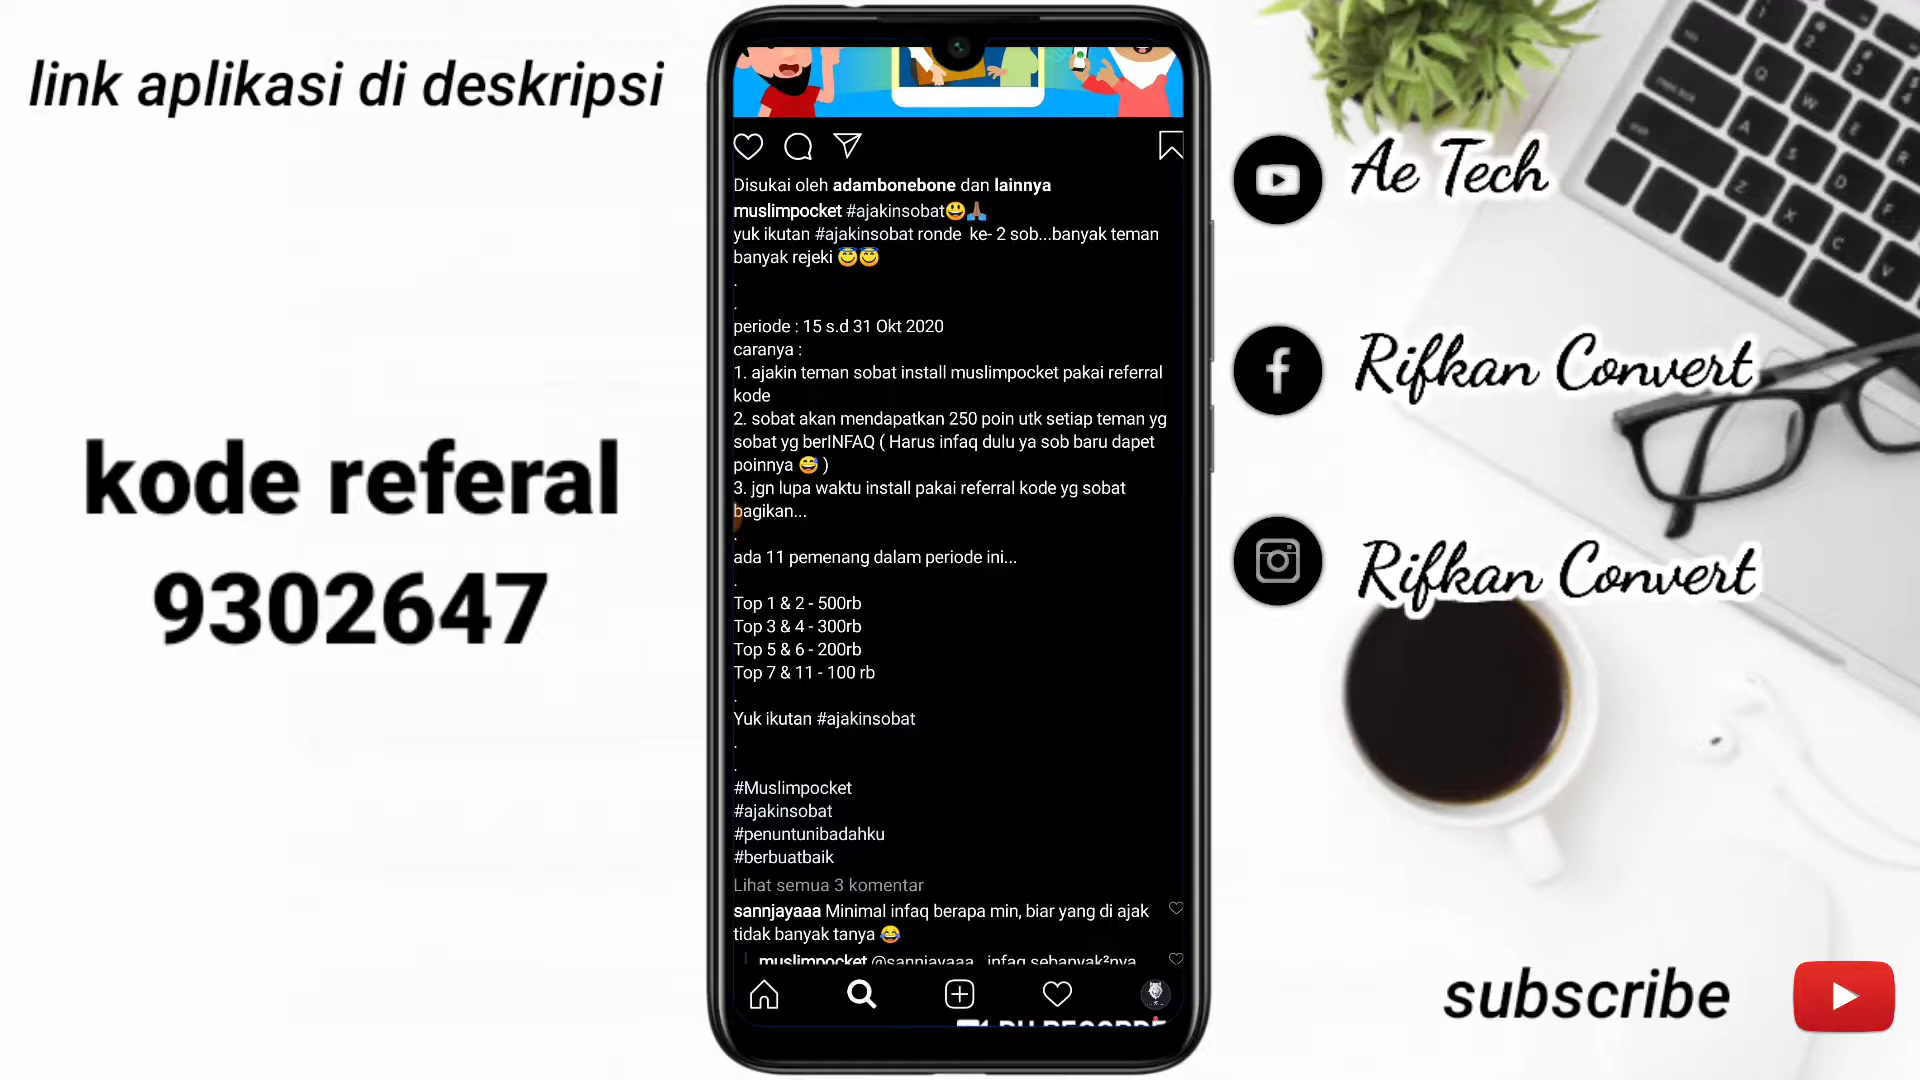 link aplikasi di deskripsi
kode referal
9302647
Disukai oleh adambonebone dan lainnya
muslimpocket #ajakinsobat😃🙏🏾
yuk ikutan #ajakinsobat ronde ke- 2 sob...banyak teman
banyak rejeki 😇😇
.
.
periode : 15 s.d 31 Okt 2020
caranya :
1. ajakin teman sobat install muslimpocket pakai referral
kode
2. sobat akan mendapatkan 250 poin utk setiap teman yg
sobat yg berINFAQ ( Harus infaq dulu ya sob baru dapet
poinnya 😅 )
3. jgn lupa waktu install pakai referral kode yg sobat
bagikan...
.
ada 11 pemenang dalam periode ini...
.
Top 1 & 2 - 500rb
Top 3 & 4 - 300rb
Top 5 & 6 - 200rb
Top 7 & 11 - 100 rb
.
Yuk ikutan #ajakinsobat
.
.
#Muslimpocket
#ajakinsobat
#penuntunibadahku
#berbuatbaik
Lihat semua 3 komentar
sannjayaaa Minimal infaq berapa min, biar yang di ajak
tidak banyak tanya 😂
muslimpocket @sannjayaaa infaq sebanyak²nya
Ae Tech
Rifkan Convert
Rifkan Convert
subscribe